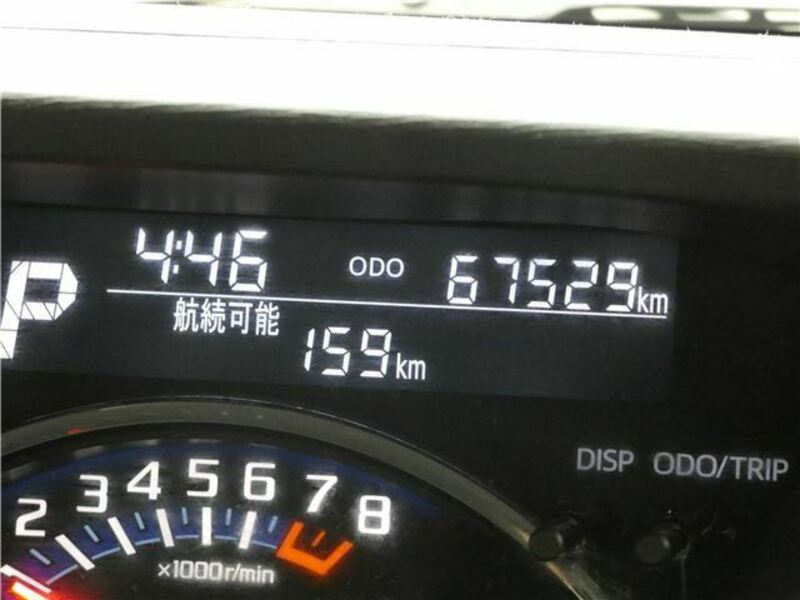 4:46 ODO 67529km
P
航続可能
159km
DISP ODO/TRIP
2 3 4 5 6 7 8
×1000r/min